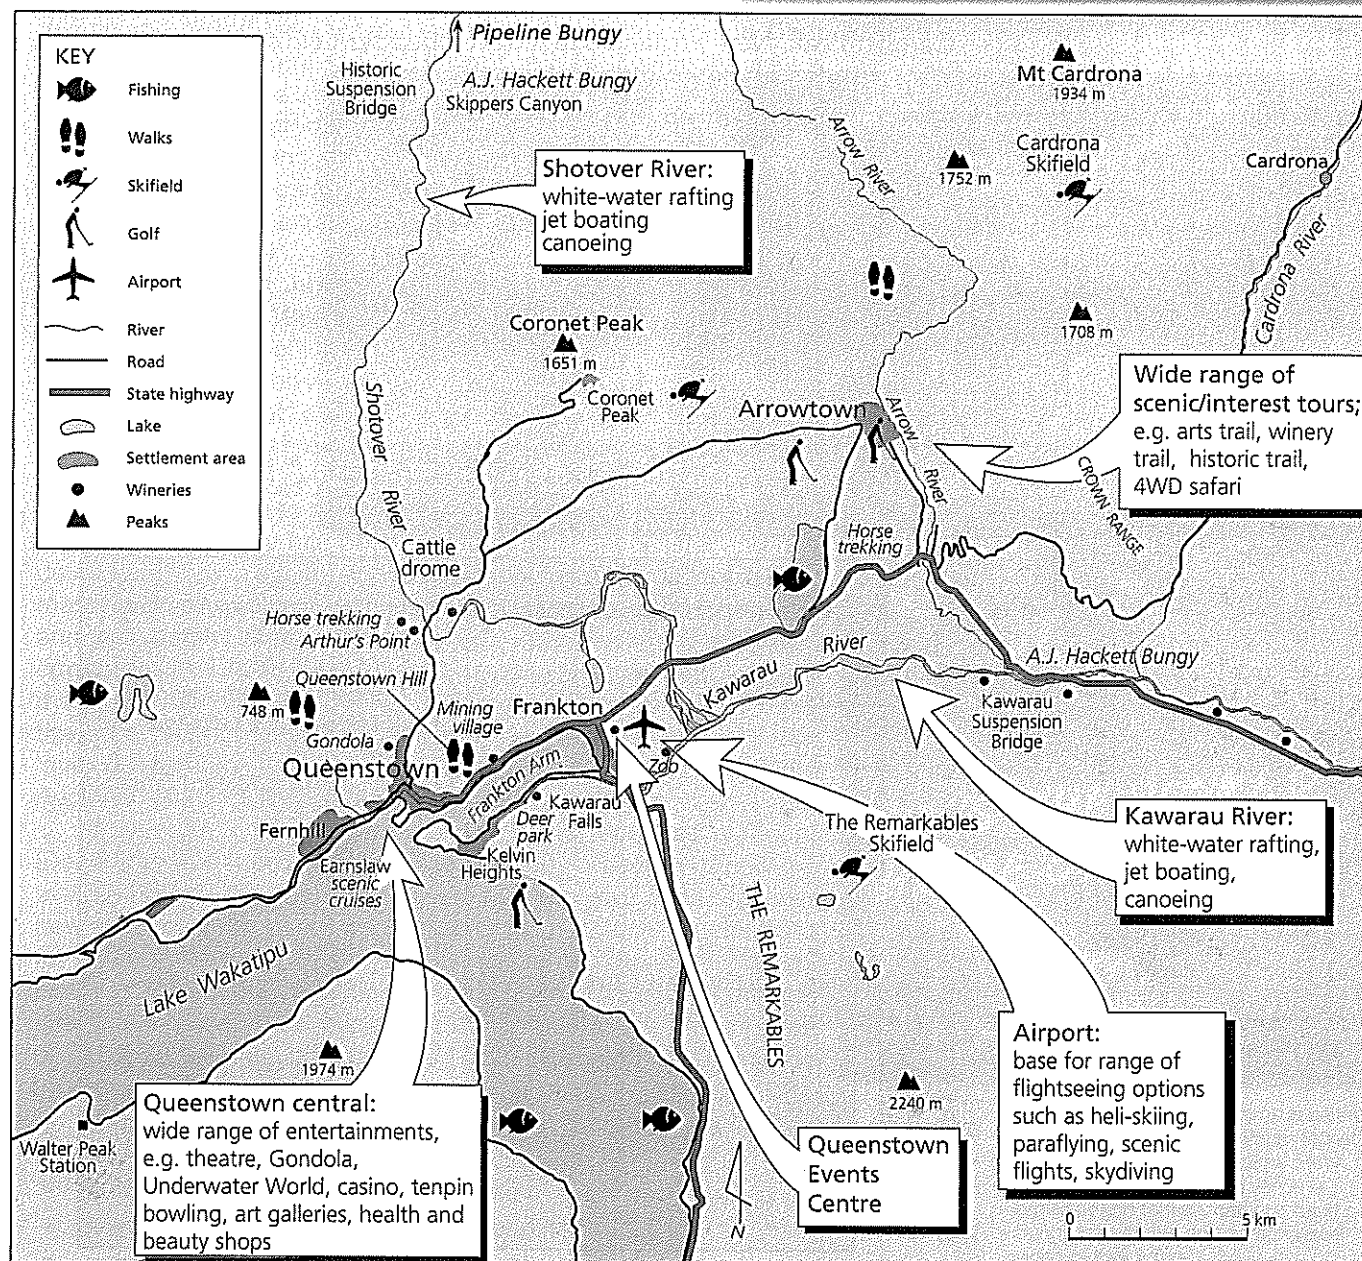 KEY
Fishing
Walks
Skifield
Golf
Airport
River
Road
State highway
Lake
Settlement area
Wineries
Peaks
Pipeline Bungy
Historic
Suspension
Bridge
A.J. Hackett Bungy
Skippers Canyon
Mt Cardrona
1934 m
Cardrona
Skifield
Cardrona
Cardrona River
Arrow River
1752 m
Shotover River:
white-water rafting
jet boating
canoeing
1708 m
Coronet Peak
1651 m
Coronet
Peak
Shotover
River
Arrowtown
Arrow
River
Wide range of
scenic/interest tours;
e.g. arts trail, winery
trail, historic trail,
4WD safari
CROWN RANGE
Cattle
drome
Horse
trekking
Horse trekking
Arthur's Point
Queenstown Hill
748 m
Mining
village
Gondola
Queenstown
Frankton
Frankton Arm
Kawarau
River
A.J. Hackett Bungy
Kawarau
Suspension
Bridge
Zoo
Fernhill
Deer
park
Kawarau
Falls
Kelvin
Heights
Earnslaw
scenic
cruises
The Remarkables
Skifield
THE REMARKABLES
Kawarau River:
white-water rafting,
jet boating,
canoeing
Lake Wakatipu
1974 m
2240 m
Walter Peak
Station
Queenstown central:
wide range of entertainments,
e.g. theatre, Gondola,
Underwater World, casino, tenpin
bowling, art galleries, health and
beauty shops
Queenstown
Events
Centre
Airport:
base for range of
flightseeing options
such as heli-skiing,
paraflying, scenic
flights, skydiving
N
0
5 km